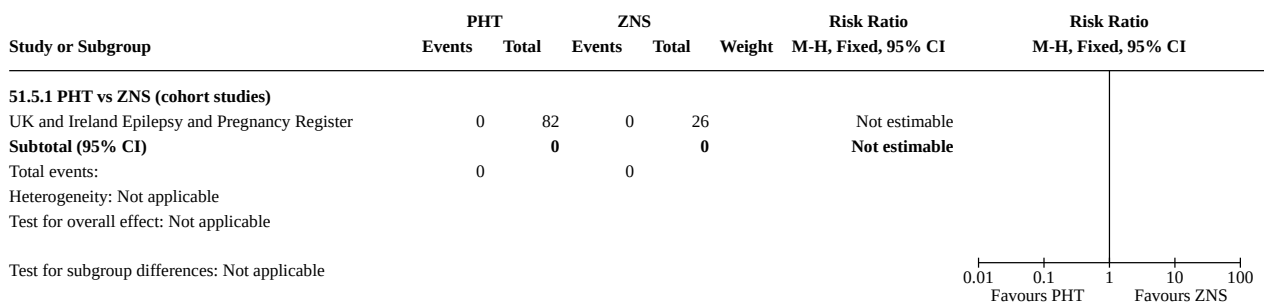 PHT ZNS Risk Ratio Risk Ratio
Study or Subgroup Events Total Events Total Weight M-H, Fixed, 95% CI M-H, Fixed, 95% CI
51.5.1 PHT vs ZNS (cohort studies)
UK and Ireland Epilepsy and Pregnancy Register 0 82 0 26 Not estimable
Subtotal (95% CI) 0 0 Not estimable
Total events: 0 0
Heterogeneity: Not applicable
Test for overall effect: Not applicable
Test for subgroup differences: Not applicable
0.01 0.1 1 10 100
Favours PHT Favours ZNS